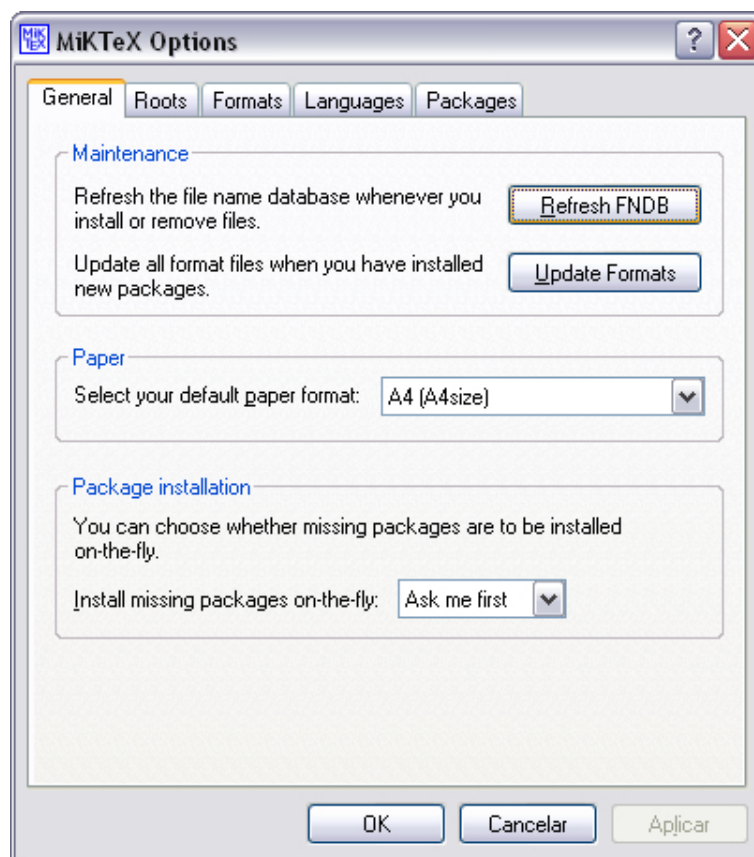 MiKTeX Options
General Roots Formats Languages Packages
Maintenance
Refresh the file name database whenever you
install or remove files.
Refresh FNDB
Update all format files when you have installed
new packages.
Update Formats
Paper
Select your default paper format: A4 (A4size)
Package installation
You can choose whether missing packages are to be installed
on-the-fly.
Install missing packages on-the-fly: Ask me first
OK Cancelar Aplicar